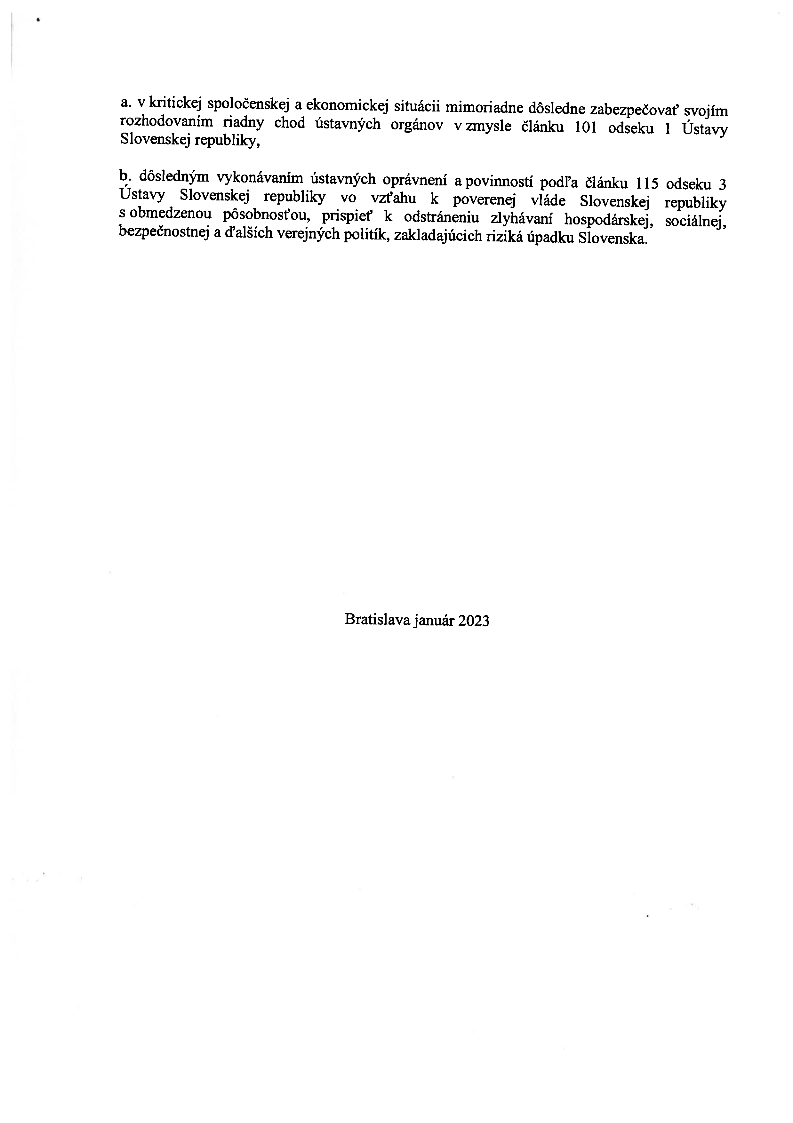 a. v kritickej spoločenskej a ekonomickej situácii mimoriadne dôsledne zabezpečovať svojím
rozhodovaním riadny chod ústavných orgánov v zmysle článku 101 odseku 1 Ústavy
Slovenskej republiky,
b. dôsledným vykonávaním ústavných oprávnení a povinností podľa článku 115 odseku 3
Ústavy Slovenskej republiky vo vzťahu k poverenej vláde Slovenskej republiky
s obmedzenou pôsobnosťou, prispieť k odstráneniu zlyhávaní hospodárskej, sociálnej,
bezpečnostnej a ďalších verejných politík, zakladajúcich riziká úpadku Slovenska.
Bratislava január 2023